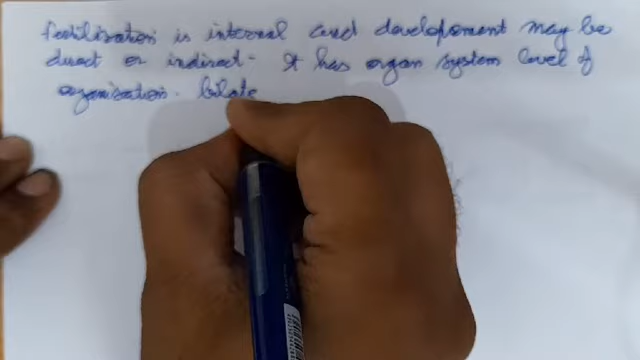 Fertilisation is internal and development may be
direct or indirect. It has organ system level of
organisation. bilate